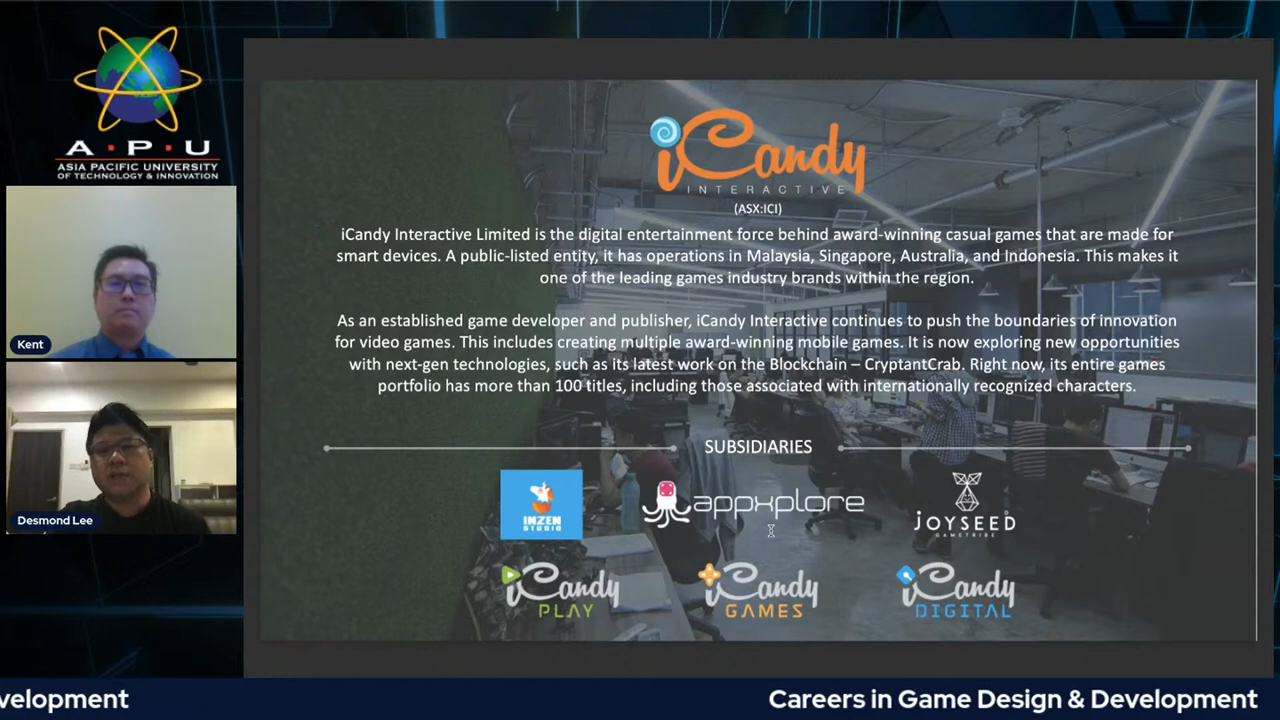 A·P·U
ASIA PACIFIC UNIVERSITY
OF TECHNOLOGY & INNOVATION
Kent
Desmond Lee
iCandy
INTERACTIVE
(ASX:ICI)
iCandy Interactive Limited is the digital entertainment force behind award-winning casual games that are made for
smart devices. A public-listed entity, it has operations in Malaysia, Singapore, Australia, and Indonesia. This makes it
one of the leading games industry brands within the region.
As an established game developer and publisher, iCandy Interactive continues to push the boundaries of innovation
for video games. This includes creating multiple award-winning mobile games. It is now exploring new opportunities
with next-gen technologies, such as its latest work on the Blockchain – CryptantCrab. Right now, its entire games
portfolio has more than 100 titles, including those associated with internationally recognized characters.
SUBSIDIARIES
INZEN
STUDIO
appxplore
JOYSEED
GAMETRIBE
iCandy
PLAY
iCandy
GAMES
iCandy
DIGITAL
velopment
Careers in Game Design & Development